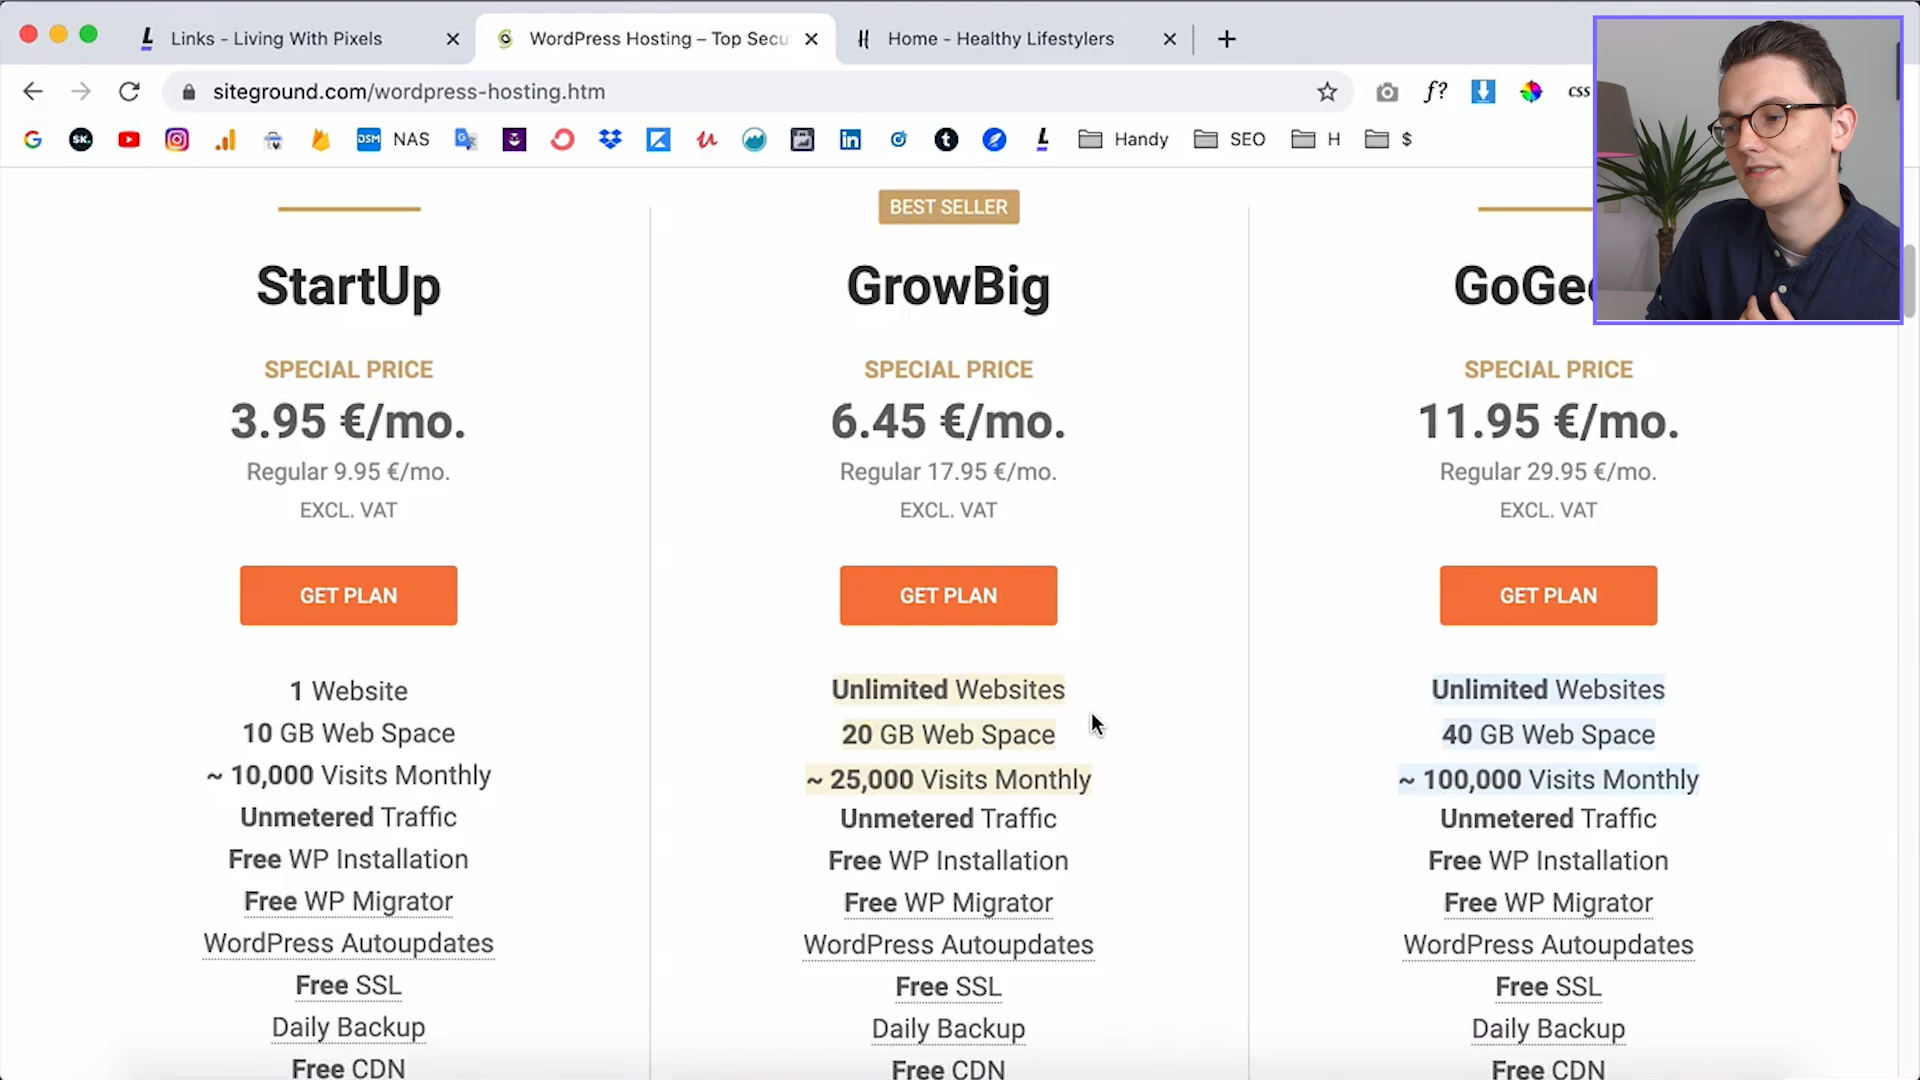 Links - Living With Pixels
WordPress Hosting – Top Secu
Home - Healthy Lifestylers
siteground.com/wordpress-hosting.htm
f?
CSS
SK.
DSM
NAS
Handy
SEO
H
$
StartUp
SPECIAL PRICE
3.95 €/mo.
Regular 9.95 €/mo.
EXCL. VAT
GET PLAN
1 Website
10 GB Web Space
~ 10,000 Visits Monthly
Unmetered Traffic
Free WP Installation
Free WP Migrator
WordPress Autoupdates
Free SSL
Daily Backup
Free CDN
BEST SELLER
GrowBig
SPECIAL PRICE
6.45 €/mo.
Regular 17.95 €/mo.
EXCL. VAT
GET PLAN
Unlimited Websites
20 GB Web Space
~ 25,000 Visits Monthly
Unmetered Traffic
Free WP Installation
Free WP Migrator
WordPress Autoupdates
Free SSL
Daily Backup
Free CDN
GoGee
SPECIAL PRICE
11.95 €/mo.
Regular 29.95 €/mo.
EXCL. VAT
GET PLAN
Unlimited Websites
40 GB Web Space
~ 100,000 Visits Monthly
Unmetered Traffic
Free WP Installation
Free WP Migrator
WordPress Autoupdates
Free SSL
Daily Backup
Free CDN